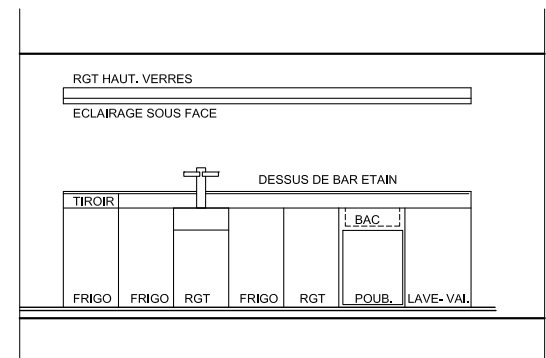 RGT HAUT. VERRES
ECLAIRAGE SOUS FACE
DESSUS DE BAR ETAIN
TIROIR
BAC
FRIGO FRIGO RGT FRIGO RGT POUB. LAVE- VAI.